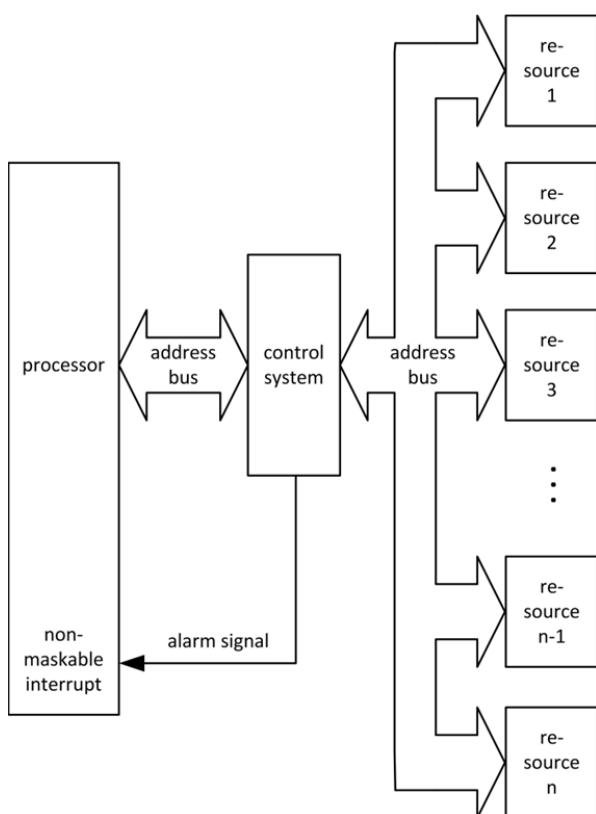 re-
source
1
re-
source
2
re-
source
3
processor
address
bus
control
system
address
bus
re-
source
n-1
non-
maskable
interrupt
alarm signal
re-
source
n